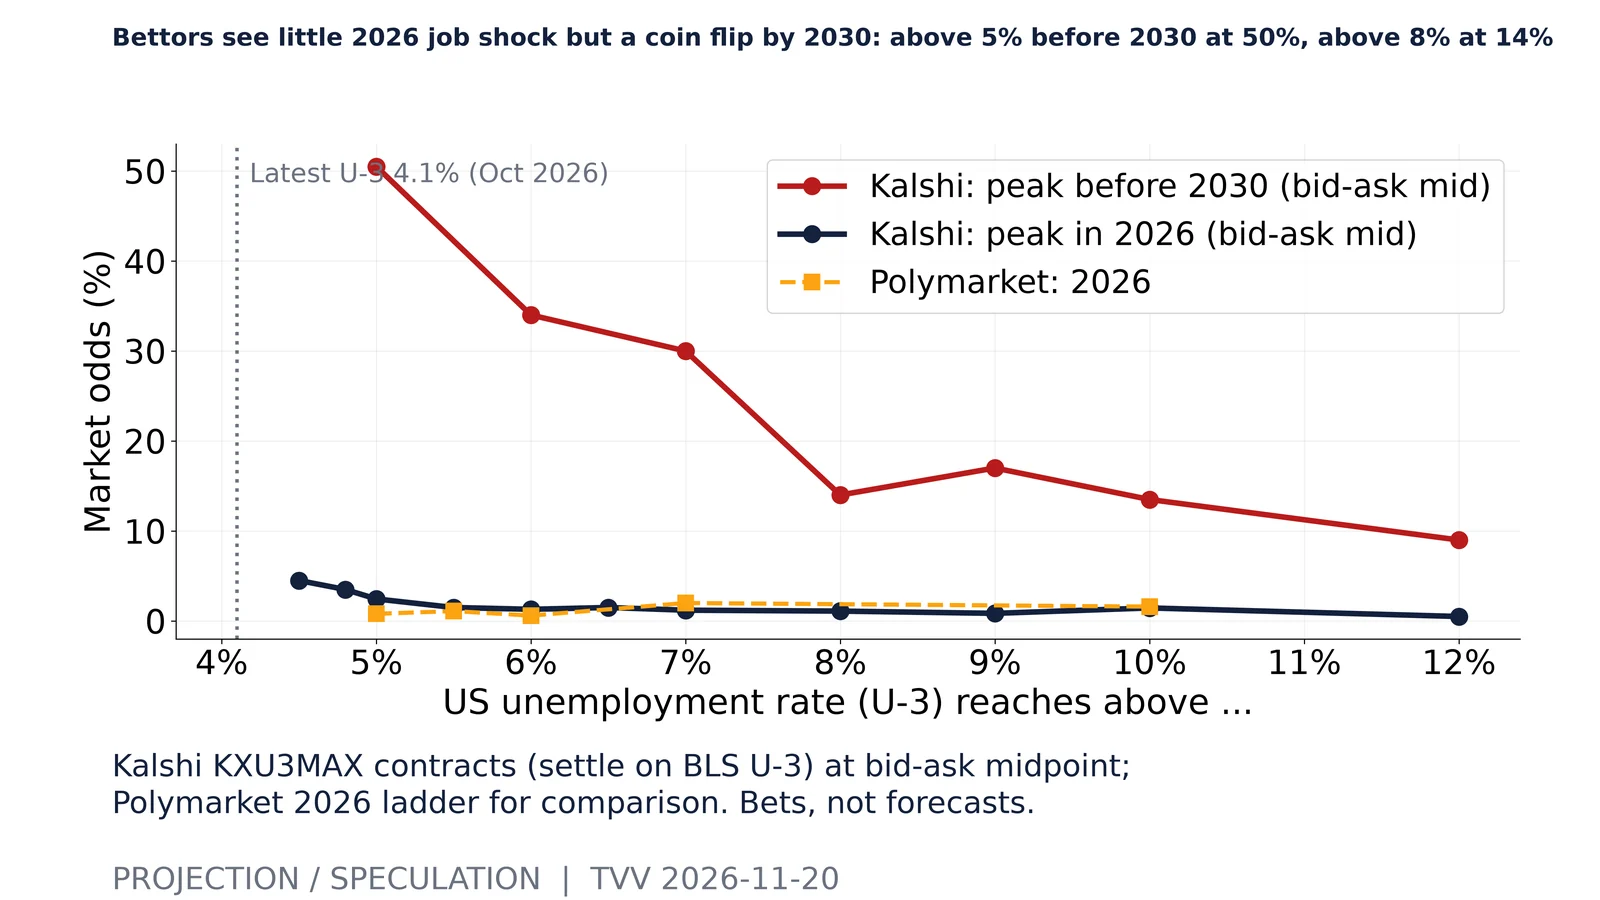 Bettors see little 2026 job shock but a coin flip by 2030: above 5% before 2030 at 50%, above 8% at 14%
Latest U-3 4.1% (Oct 2026)
Kalshi: peak before 2030 (bid-ask mid)
Kalshi: peak in 2026 (bid-ask mid)
Polymarket: 2026
Market odds (%)
50
40
30
20
10
0
4% 5% 6% 7% 8% 9% 10% 11% 12%
US unemployment rate (U-3) reaches above ...
Kalshi KXU3MAX contracts (settle on BLS U-3) at bid-ask midpoint;
Polymarket 2026 ladder for comparison. Bets, not forecasts.
PROJECTION / SPECULATION | TVV 2026-11-20